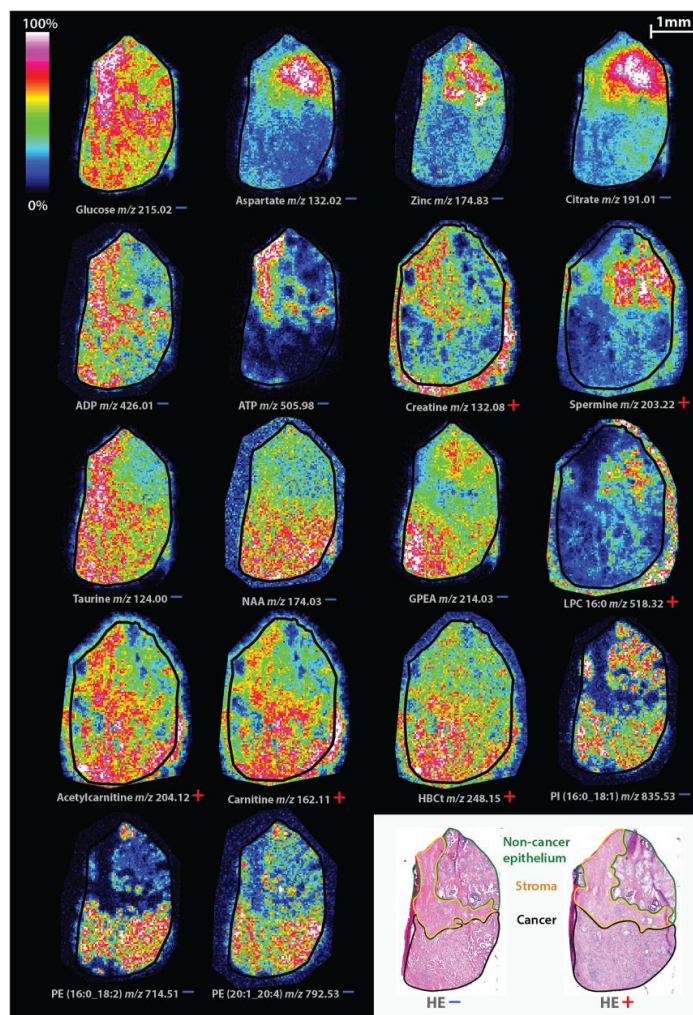 100%
1mm
0%
Glucose m/z 215.02 −
Aspartate m/z 132.02 −
Zinc m/z 174.83 −
Citrate m/z 191.01 −
ADP m/z 426.01 −
ATP m/z 505.98 −
Creatine m/z 132.08 +
Spermine m/z 203.22 +
Taurine m/z 124.00 −
NAA m/z 174.03 −
GPEA m/z 214.03 −
LPC 16:0 m/z 518.32 +
Acetylcarnitine m/z 204.12 +
Carnitine m/z 162.11 +
HBCt m/z 248.15 +
PI (16:0_18:1) m/z 835.53 −
PE (16:0_18:2) m/z 714.51 −
PE (20:1_20:4) m/z 792.53 −
Non-cancer
epithelium
Stroma
Cancer
HE −
HE +